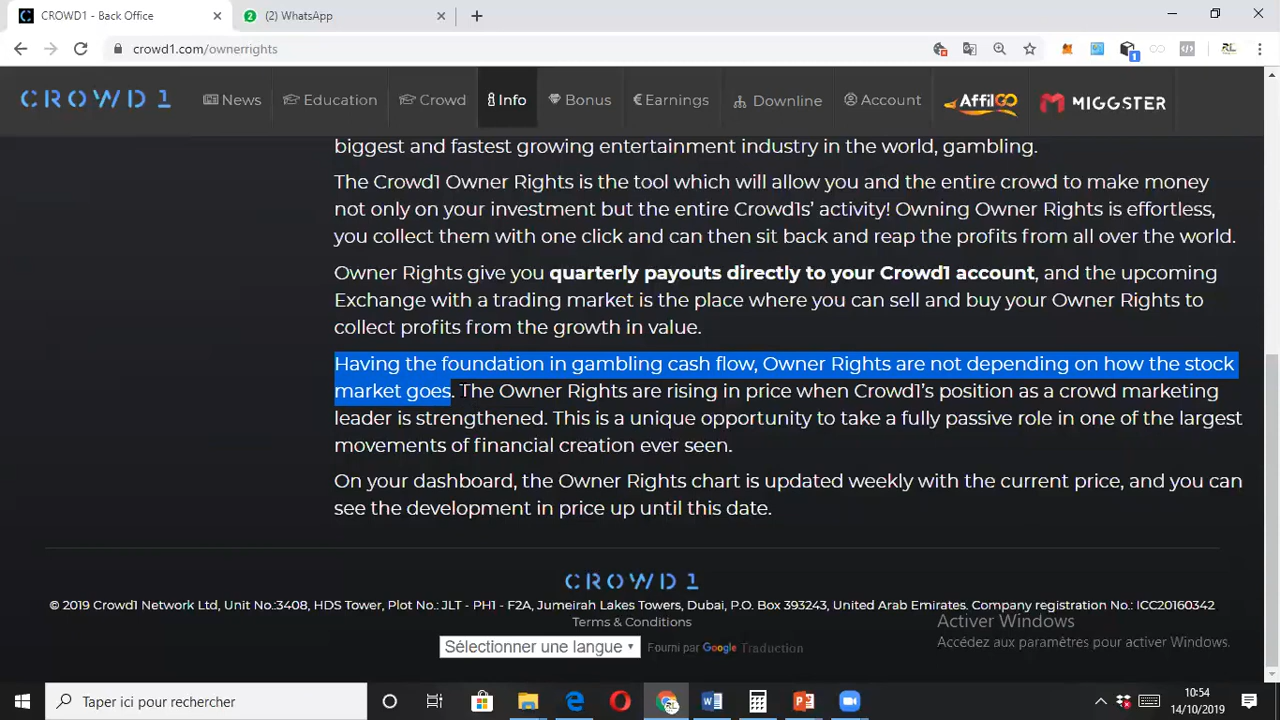 CROWD1 - Back Office
2
WhatsApp
crowd1.com/ownerrights
1
RL
CROWD 1
News
Education
Crowd
Info
Bonus
Earnings
Downline
Account
AffilGO
MIGGSTER
biggest and fastest growing entertainment industry in the world, gambling.
The Crowd1 Owner Rights is the tool which will allow you and the entire crowd to make money
not only on your investment but the entire Crowd1s’ activity! Owning Owner Rights is effortless,
you collect them with one click and can then sit back and reap the profits from all over the world.
Owner Rights give you quarterly payouts directly to your Crowd1 account, and the upcoming
Exchange with a trading market is the place where you can sell and buy your Owner Rights to
collect profits from the growth in value.
Having the foundation in gambling cash flow, Owner Rights are not depending on how the stock
market goes. The Owner Rights are rising in price when Crowd1’s position as a crowd marketing
leader is strengthened. This is a unique opportunity to take a fully passive role in one of the largest
movements of financial creation ever seen.
On your dashboard, the Owner Rights chart is updated weekly with the current price, and you can
see the development in price up until this date.
CROWD 1
© 2019 Crowd1 Network Ltd, Unit No.:3408, HDS Tower, Plot No.: JLT - PH1 - F2A, Jumeirah Lakes Towers, Dubai, P.O. Box 393243, United Arab Emirates. Company registration No.: ICC20160342
Terms & Conditions
Sélectionner une langue
Fourni par Google Traduction
Activer Windows
Accédez aux paramètres pour activer Windows.
Taper ici pour rechercher
10:54
14/10/2019